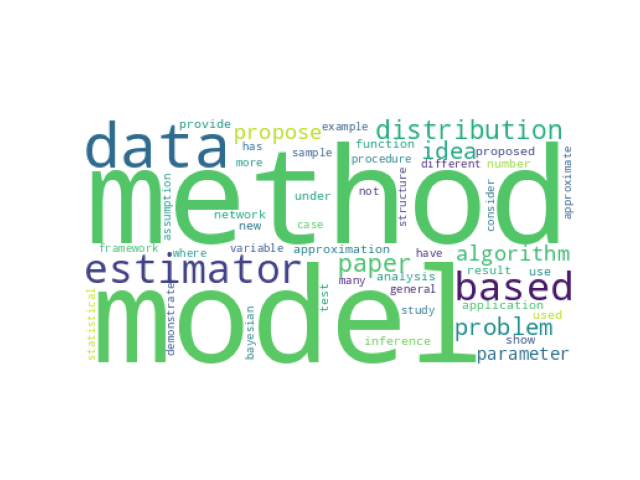 provide
example
data
propose
distribution
has
function
idea
proposed
more
sample
procedure
different
number
approximate
method
assumption
under
not
structure
consider
network
new
case
framework
where
variable
approximation
have
algorithm
estimator
paper
analysis
result
use
many
general
based
statistical
demonstrate
model
bayesian
test
study
application
used
problem
inference
show
parameter